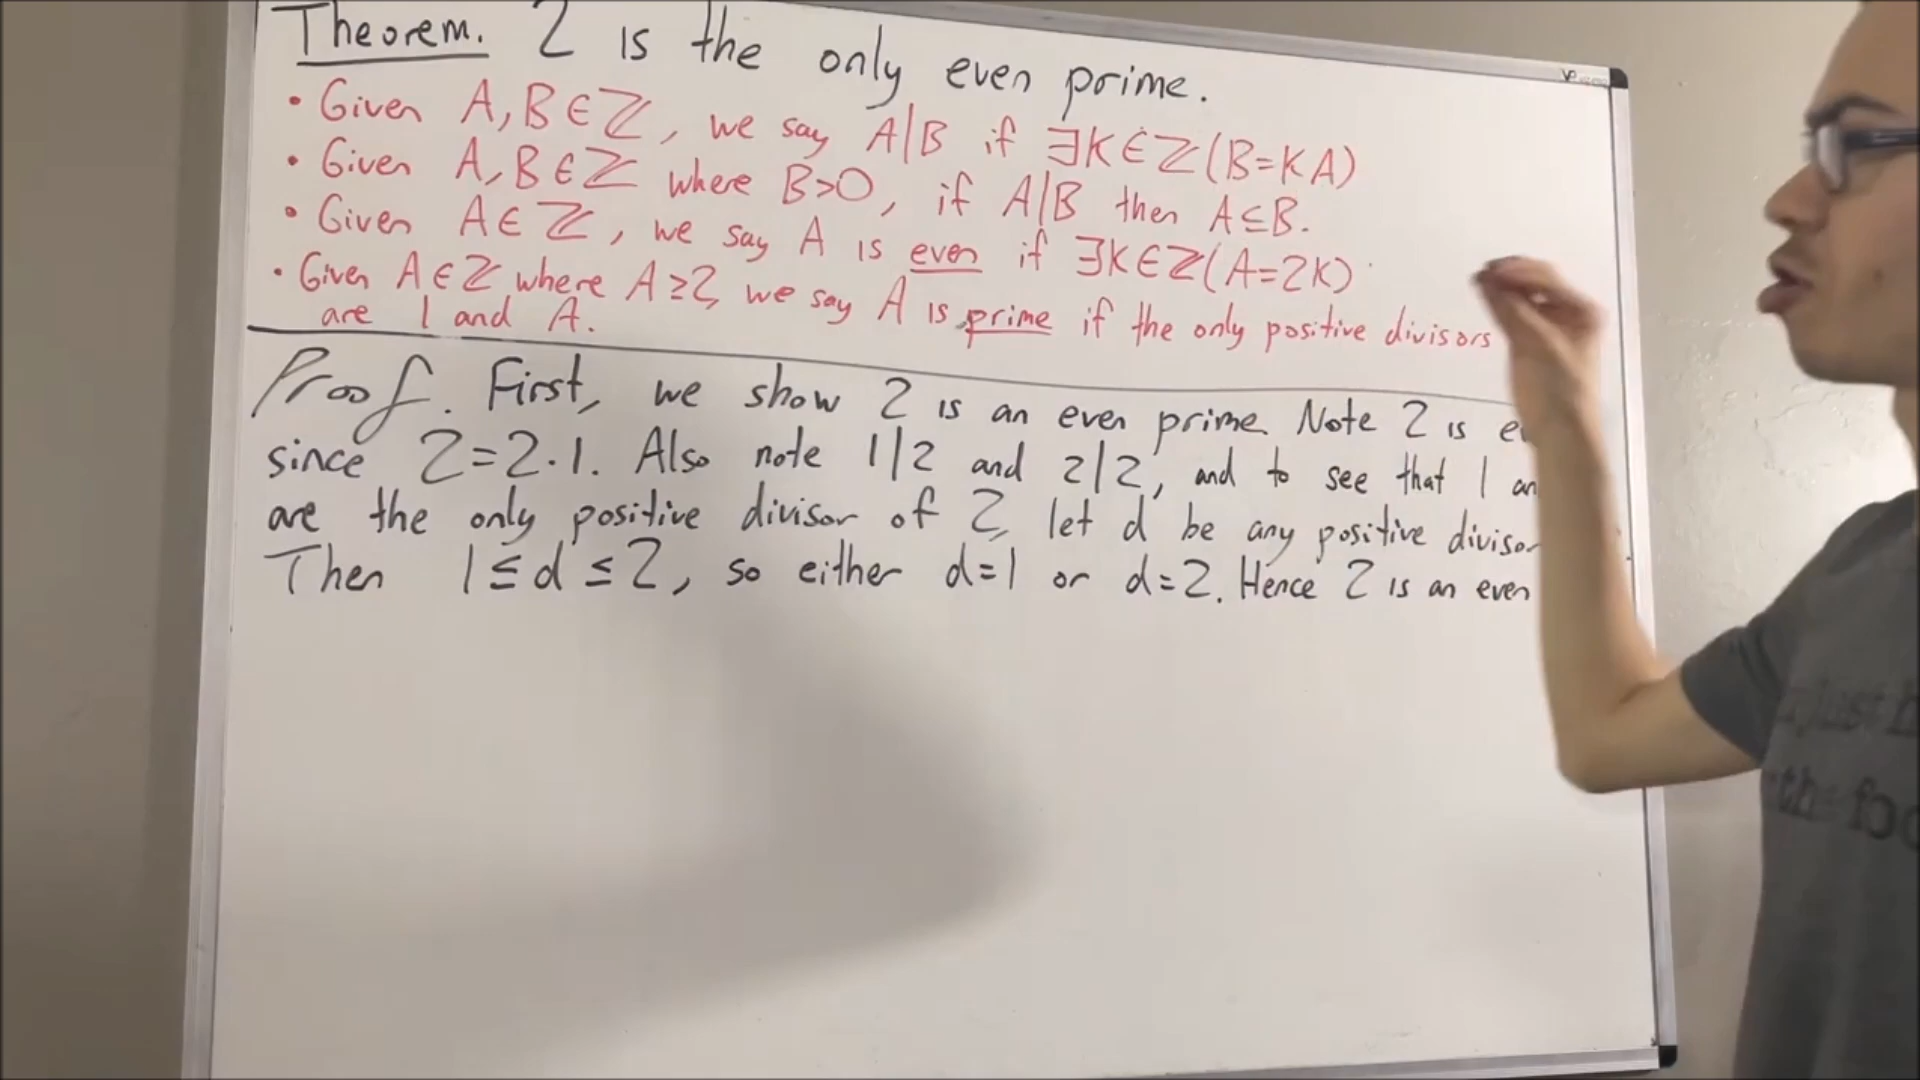 Theorem. 2 is the only even prime.
• Given A, B ∈ ℤ, we say A|B if ∃K∈ℤ(B=KA)
• Given A, B ∈ ℤ where B>0, if A|B then A≤B.
• Given A ∈ ℤ, we say A is even if ∃K∈ℤ(A=2K)
• Given A ∈ ℤ where A≥2, we say A is prime if the only positive divisors
are 1 and A.
Proof. First, we show 2 is an even prime. Note 2 is
since 2=2·1. Also note 1|2 and 2|2, and to see that 1
are the only positive divisor of 2, let d be any positive
Then 1≤d≤2, so either d=1 or d=2. Hence 2 is an even